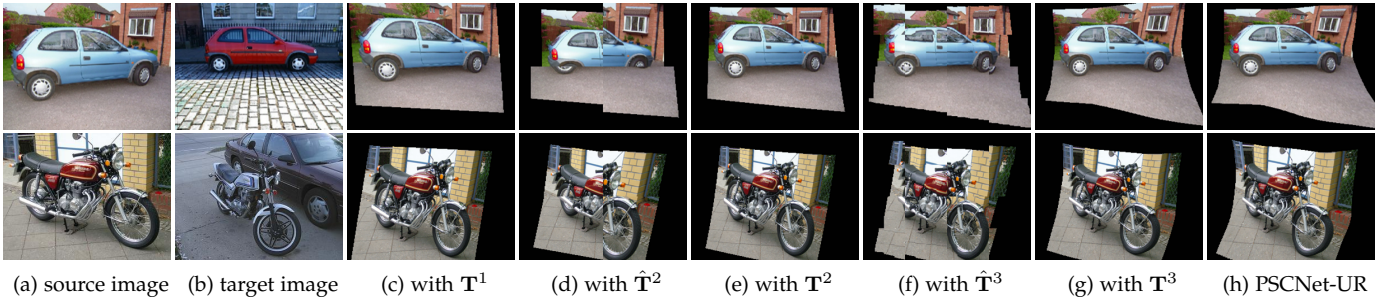 (a) source image (b) target image (c) with T¹ (d) with T̂² (e) with T² (f) with T̂³ (g) with T³ (h) PSCNet-UR